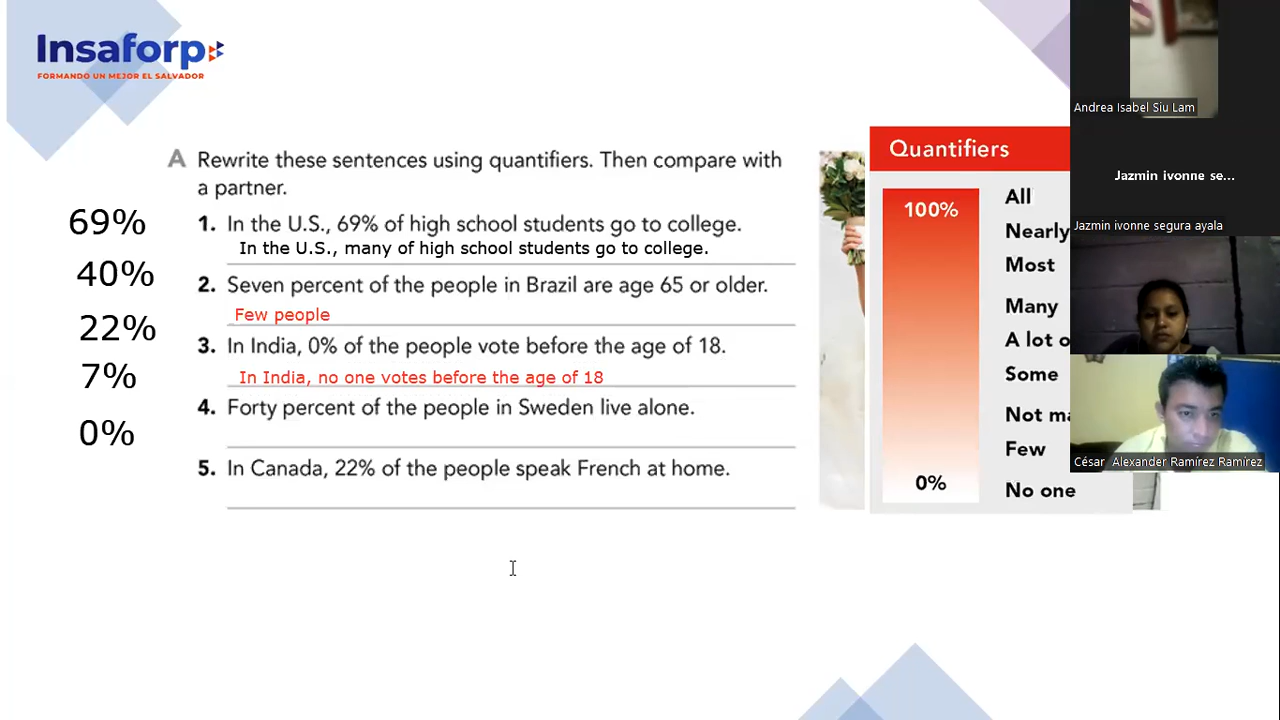 Insaforp
FORMANDO UN MEJOR EL SALVADOR
A Rewrite these sentences using quantifiers. Then compare with
a partner.
69%
40%
22%
7%
0%
1. In the U.S., 69% of high school students go to college.
In the U.S., many of high school students go to college.
2. Seven percent of the people in Brazil are age 65 or older.
Few people
3. In India, 0% of the people vote before the age of 18.
In India, no one votes before the age of 18
4. Forty percent of the people in Sweden live alone.
5. In Canada, 22% of the people speak French at home.
Quantifiers
100%
0%
All
Nearly
Most
Many
A lot o
Some
Not ma
Few
No one
Andrea Isabel Siu Lam
Jazmin ivonne se...
Jazmin ivonne segura ayala
César Alexander Ramírez Ramírez